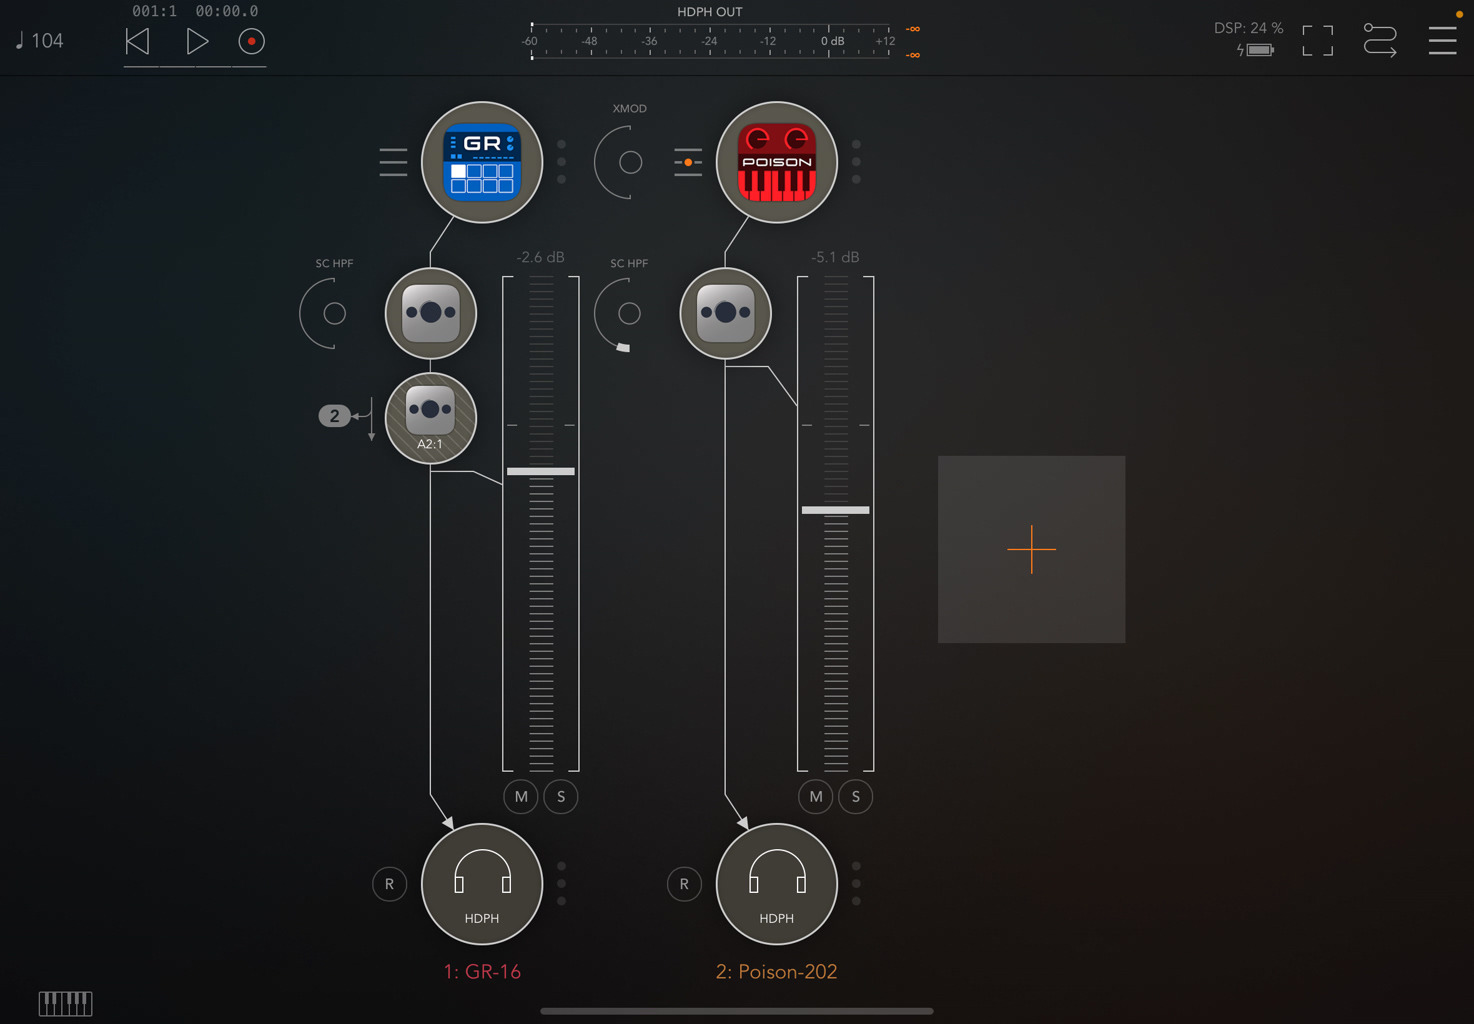 001:1 00:00.0
♩ 104
HDPH OUT
-60 -48 -36 -24 -12 0 dB +12
-∞
-∞
DSP: 24 %
GR
XMOD
POISON
SC HPF
-2.6 dB
SC HPF
-5.1 dB
2
A2:1
M S
M S
R
HDPH
R
HDPH
1: GR-16
2: Poison-202